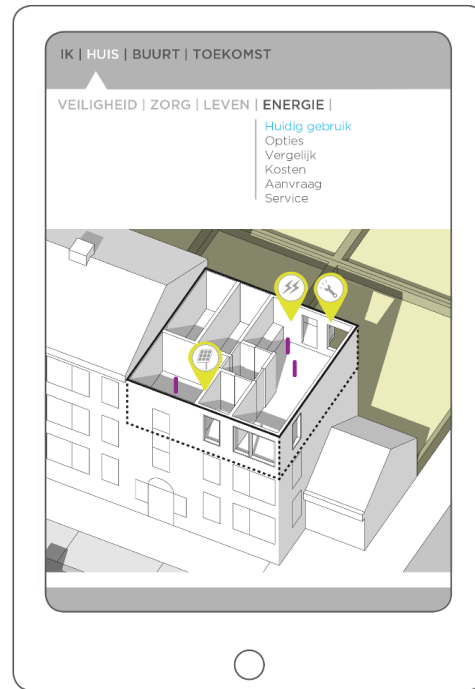 IK | HUIS | BUURT | TOEKOMST
VEILIGHEID | ZORG | LEVEN | ENERGIE |
Huidig gebruik
Opties
Vergelijk
Kosten
Aanvraag
Service